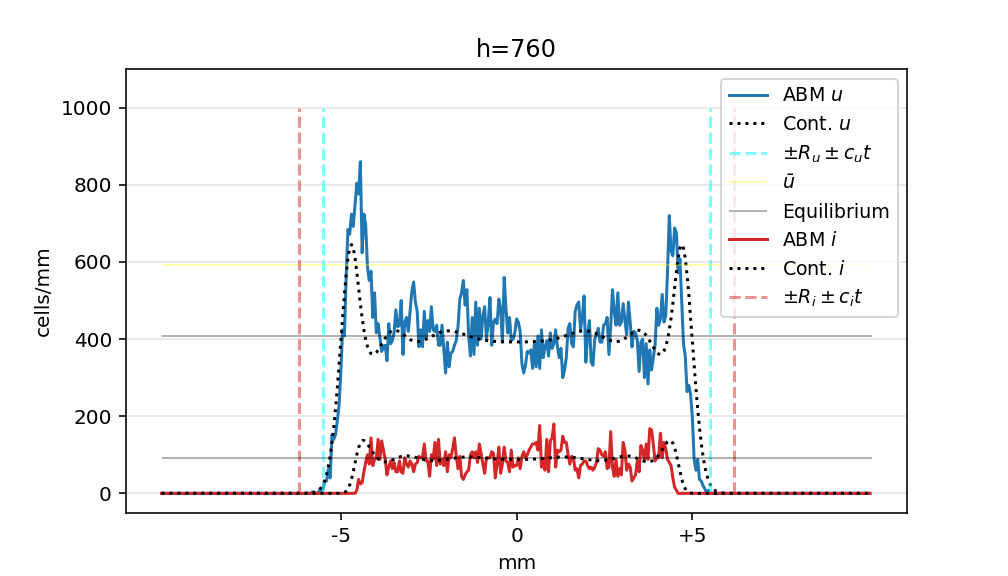 h=760
1000
800
600
400
200
0
cells/mm
-5
0
+5
mm
ABM u
Cont. u
±R_u ± c_u t
ū
Equilibrium
ABM i
Cont. i
±R_i ± c_i t